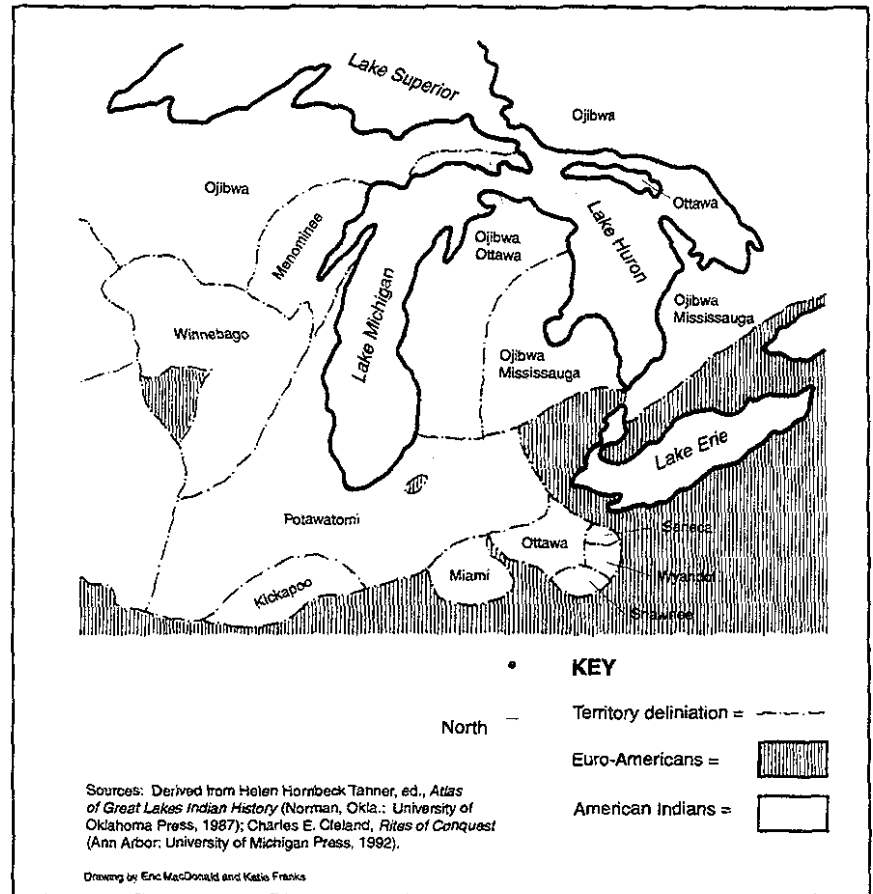 Lake Superior
Ojibwa
Ojibwa
Ottawa
Menominee
Ojibwa
Ottawa
Lake Huron
Lake Michigan
Ojibwa
Mississauga
Winnebago
Ojibwa
Mississauga
Lake Erie
Potawatomi
Ottawa
Seneca
Miami
Wyandot
Kickapoo
Shawnee
KEY
North
Territory deliniation =
Euro-Americans =
American Indians =
Sources: Derived from Helen Hornbeck Tanner, ed., Atlas
of Great Lakes Indian History (Norman, Okla.: University of
Oklahoma Press, 1987); Charles E. Cleland, Rites of Conquest
(Ann Arbor: University of Michigan Press, 1992).
Drawing by Eric MacDonald and Katie Franks